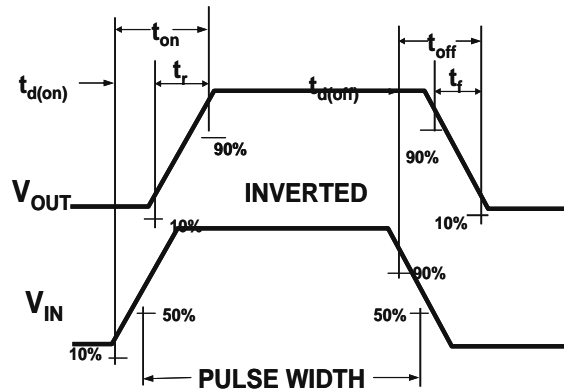 t_on
t_off
t_d(on)
t_r
t_d(off)
t_f
90%
90%
V_OUT
INVERTED
10%
10%
90%
V_IN
50%
50%
10%
PULSE WIDTH